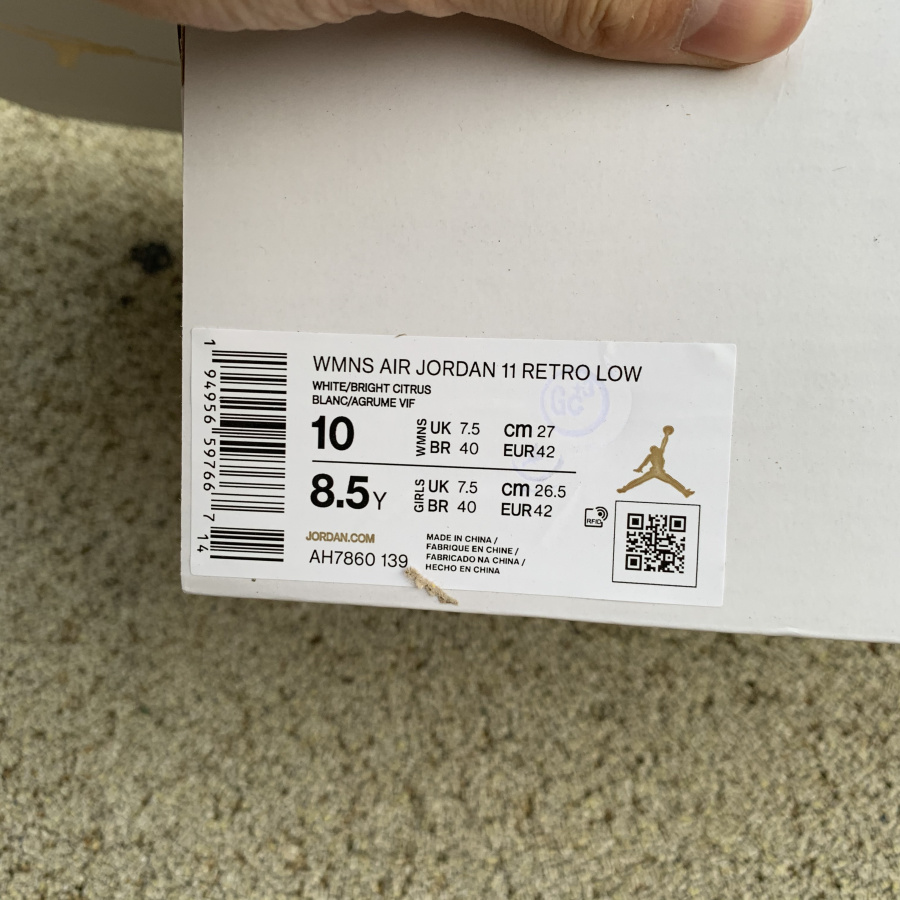 WMNS AIR JORDAN 11 RETRO LOW
WHITE/BRIGHT CITRUS
BLANC/AGRUME VIF
10 WMNS UK 7.5 cm 27
BR 40 EUR 42
8.5Y GIRLS UK 7.5 cm 26.5
BR 40 EUR 42
JORDAN.COM
AH7860 139
MADE IN CHINA /
FABRIQUE EN CHINE /
FABRICADO NA CHINA /
HECHO EN CHINA
RFID
1 94956 59766 7 14